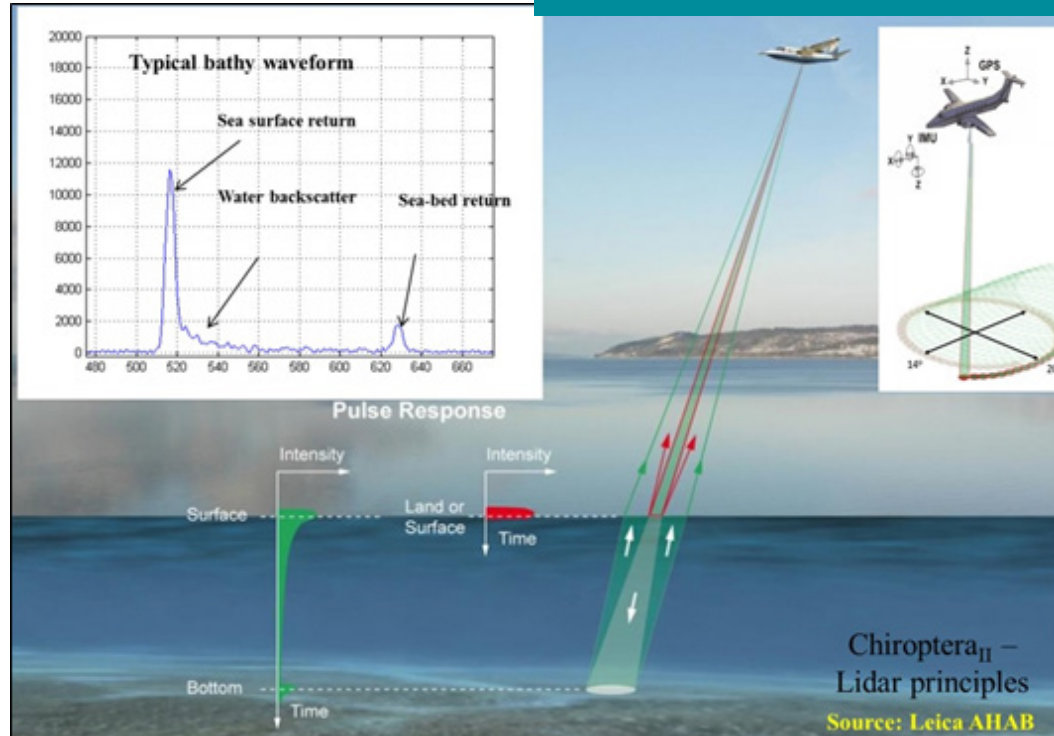 20000
18000
16000
14000
12000
10000
8000
6000
4000
2000
0
480 500 520 540 560 580 600 620 640 660
Typical bathy waveform
Sea surface return
Water backscatter
Sea-bed return
Z
GPS
X
Y
Y
IMU
X
Z
14º
Pulse Response
Intensity
Surface
Bottom
Time
Intensity
Land or
Surface
Time
ChiropteraII –
Lidar principles
Source: Leica AHAB